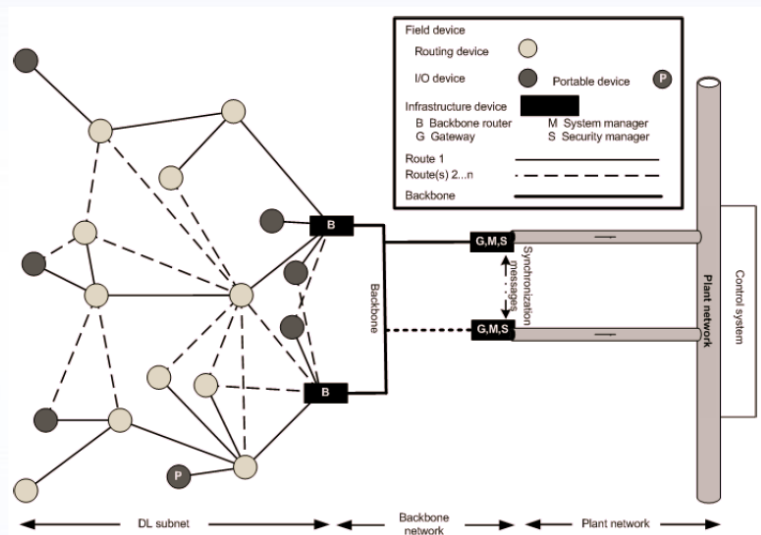 Field device
Routing device
I/O device
Portable device
P
Infrastructure device
B Backbone router
M System manager
G Gateway
S Security manager
Route 1
Route(s) 2...n
Backbone
B
G,M,S
Synchronization
messages
G,M,S
Backbone
B
P
Plant network
Control system
DL subnet
Backbone
network
Plant network